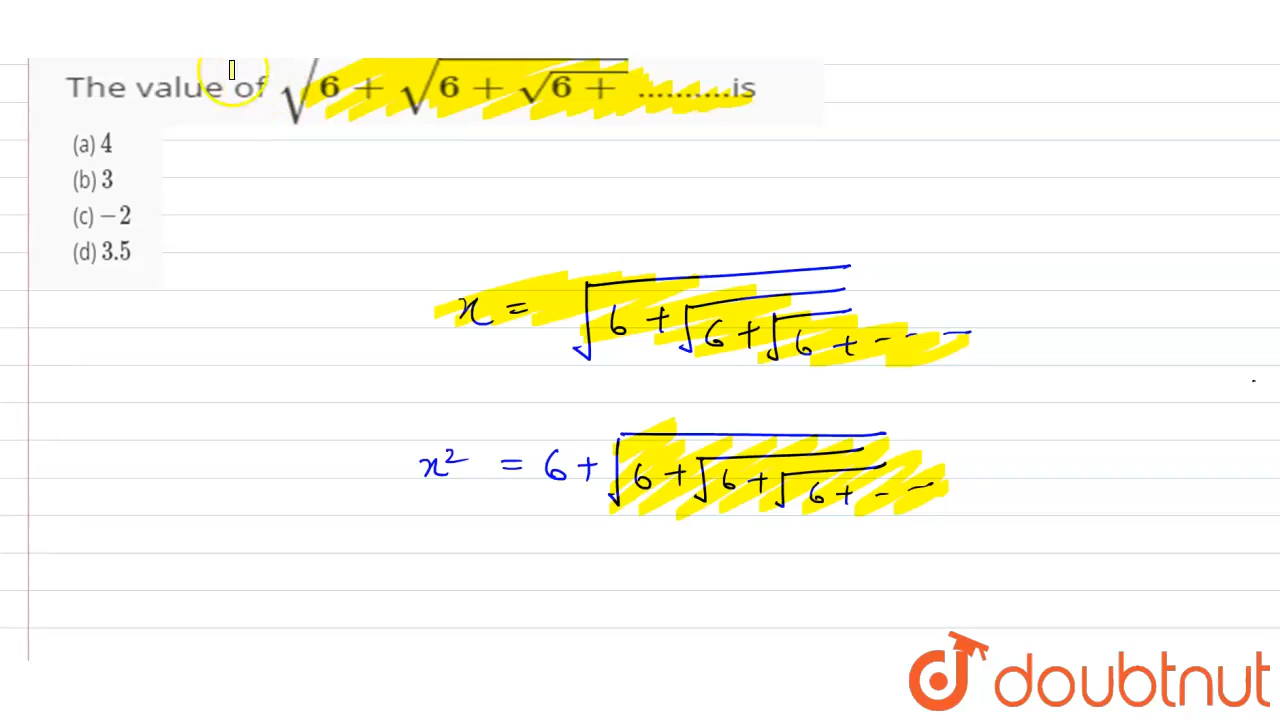 The value of √6 + √6 + √6 + ..........is
(a) 4
(b) 3
(c) −2
(d) 3.5
x = √6 + √6 + √6 + - - -
x² = 6 + √6 + √6 + √6 + - -
doubtnut